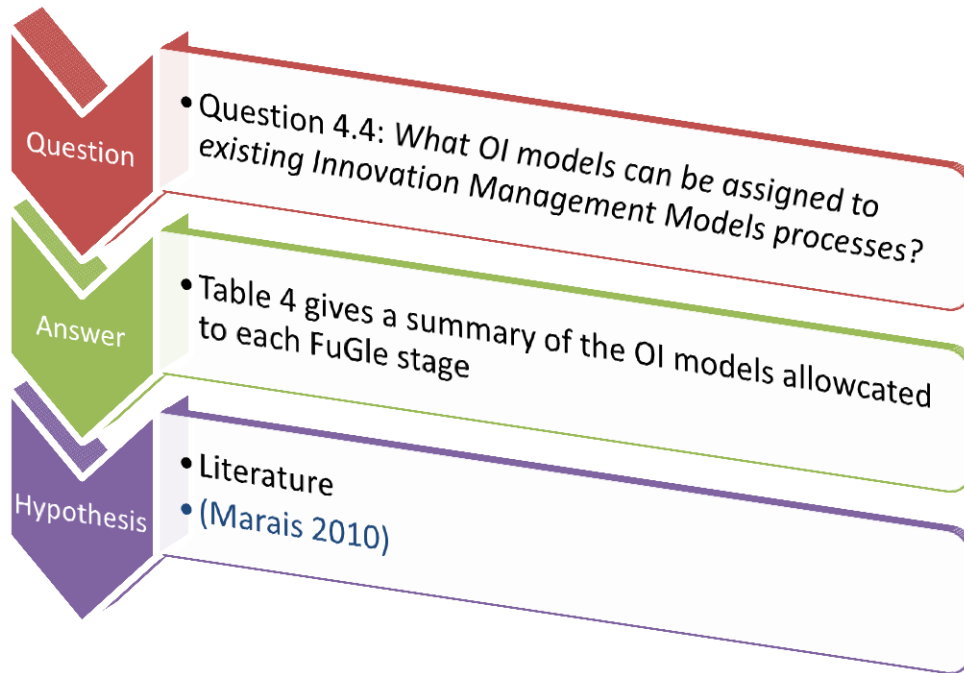 Question
• Question 4.4: What OI models can be assigned to
existing Innovation Management Models processes?
Answer
• Table 4 gives a summary of the OI models allowcated
to each FuGle stage
Hypothesis
• Literature
• (Marais 2010)